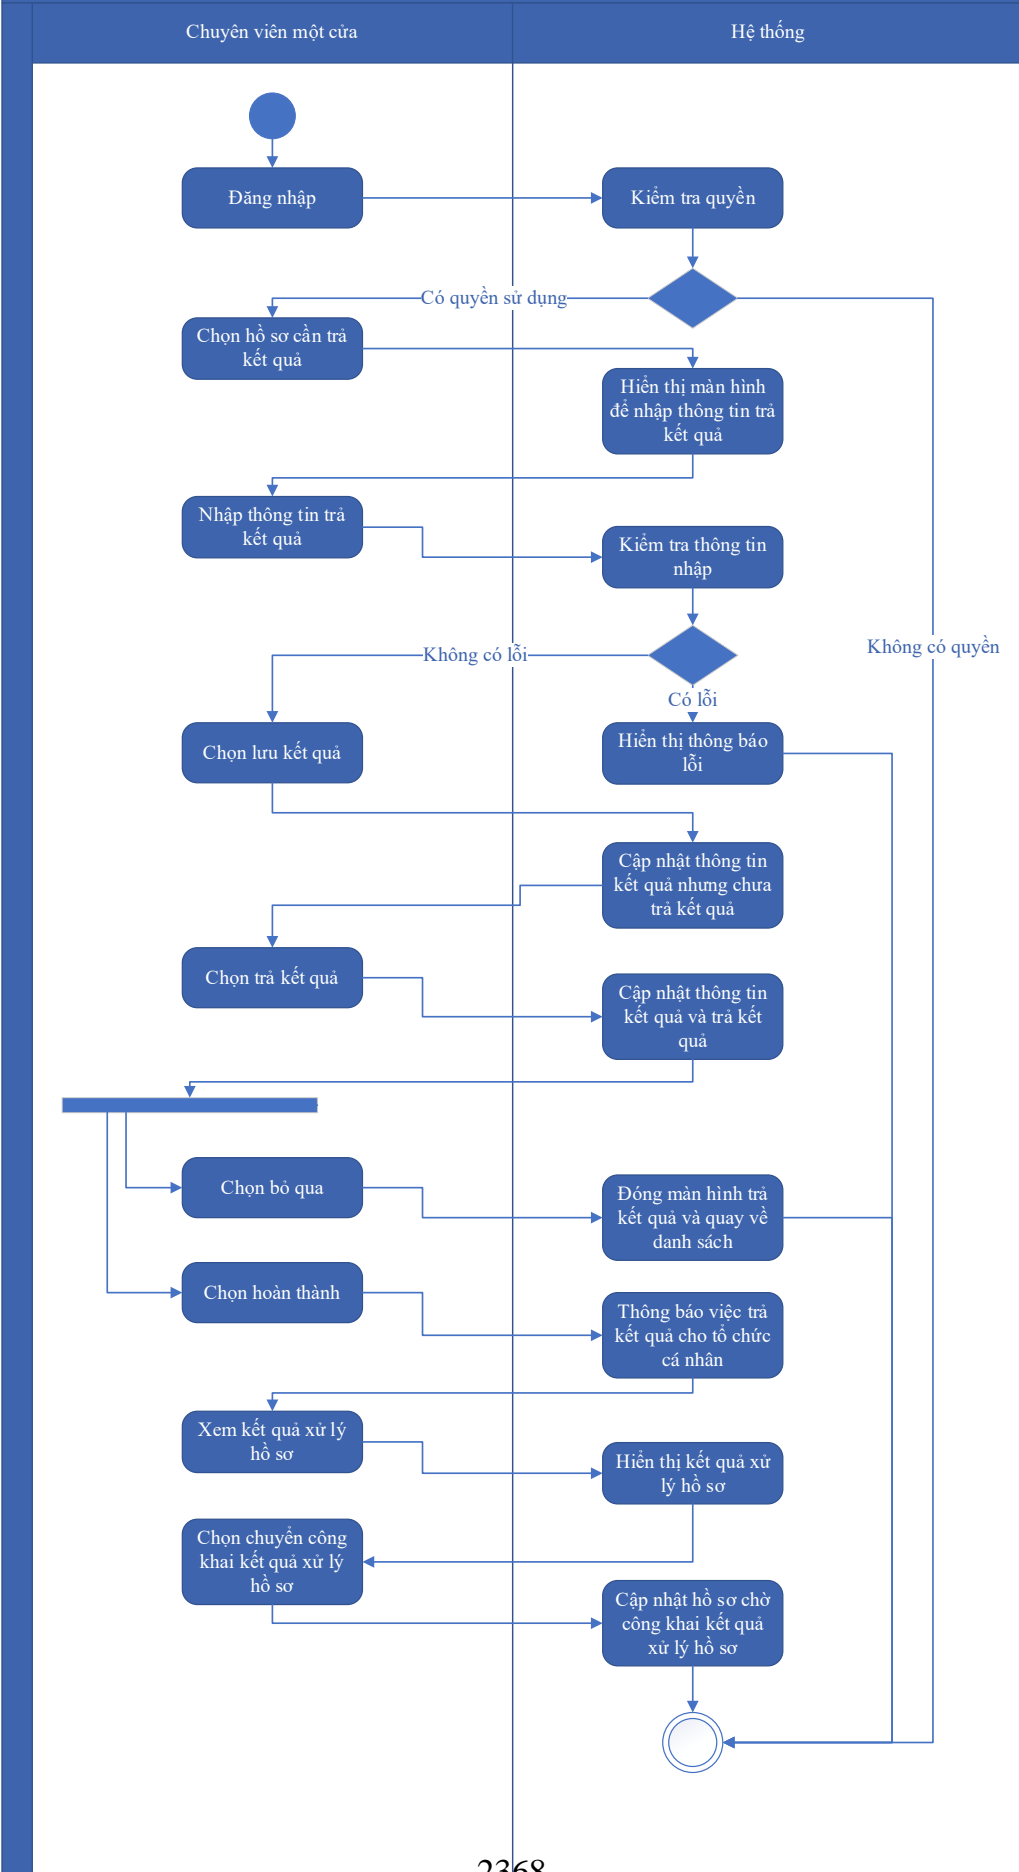 Chuyên viên một cửa
Hệ thống
Đăng nhập
Kiểm tra quyền
Có quyền sử dụng
Chọn hồ sơ cần trả
kết quả
Hiển thị màn hình
để nhập thông tin trả
kết quả
Nhập thông tin trả
kết quả
Kiểm tra thông tin
nhập
Không có quyền
Không có lỗi
Có lỗi
Chọn lưu kết quả
Hiển thị thông báo
lỗi
Cập nhật thông tin
kết quả nhưng chưa
trả kết quả
Chọn trả kết quả
Cập nhật thông tin
kết quả và trả kết
quả
Chọn bỏ qua
Đóng màn hình trả
kết quả và quay về
danh sách
Chọn hoàn thành
Thông báo việc trả
kết quả cho tổ chức
cá nhân
Xem kết quả xử lý
hồ sơ
Hiển thị kết quả xử
lý hồ sơ
Chọn chuyển công
khai kết quả xử lý
hồ sơ
Cập nhật hồ sơ chờ
công khai kết quả
xử lý hồ sơ
2368